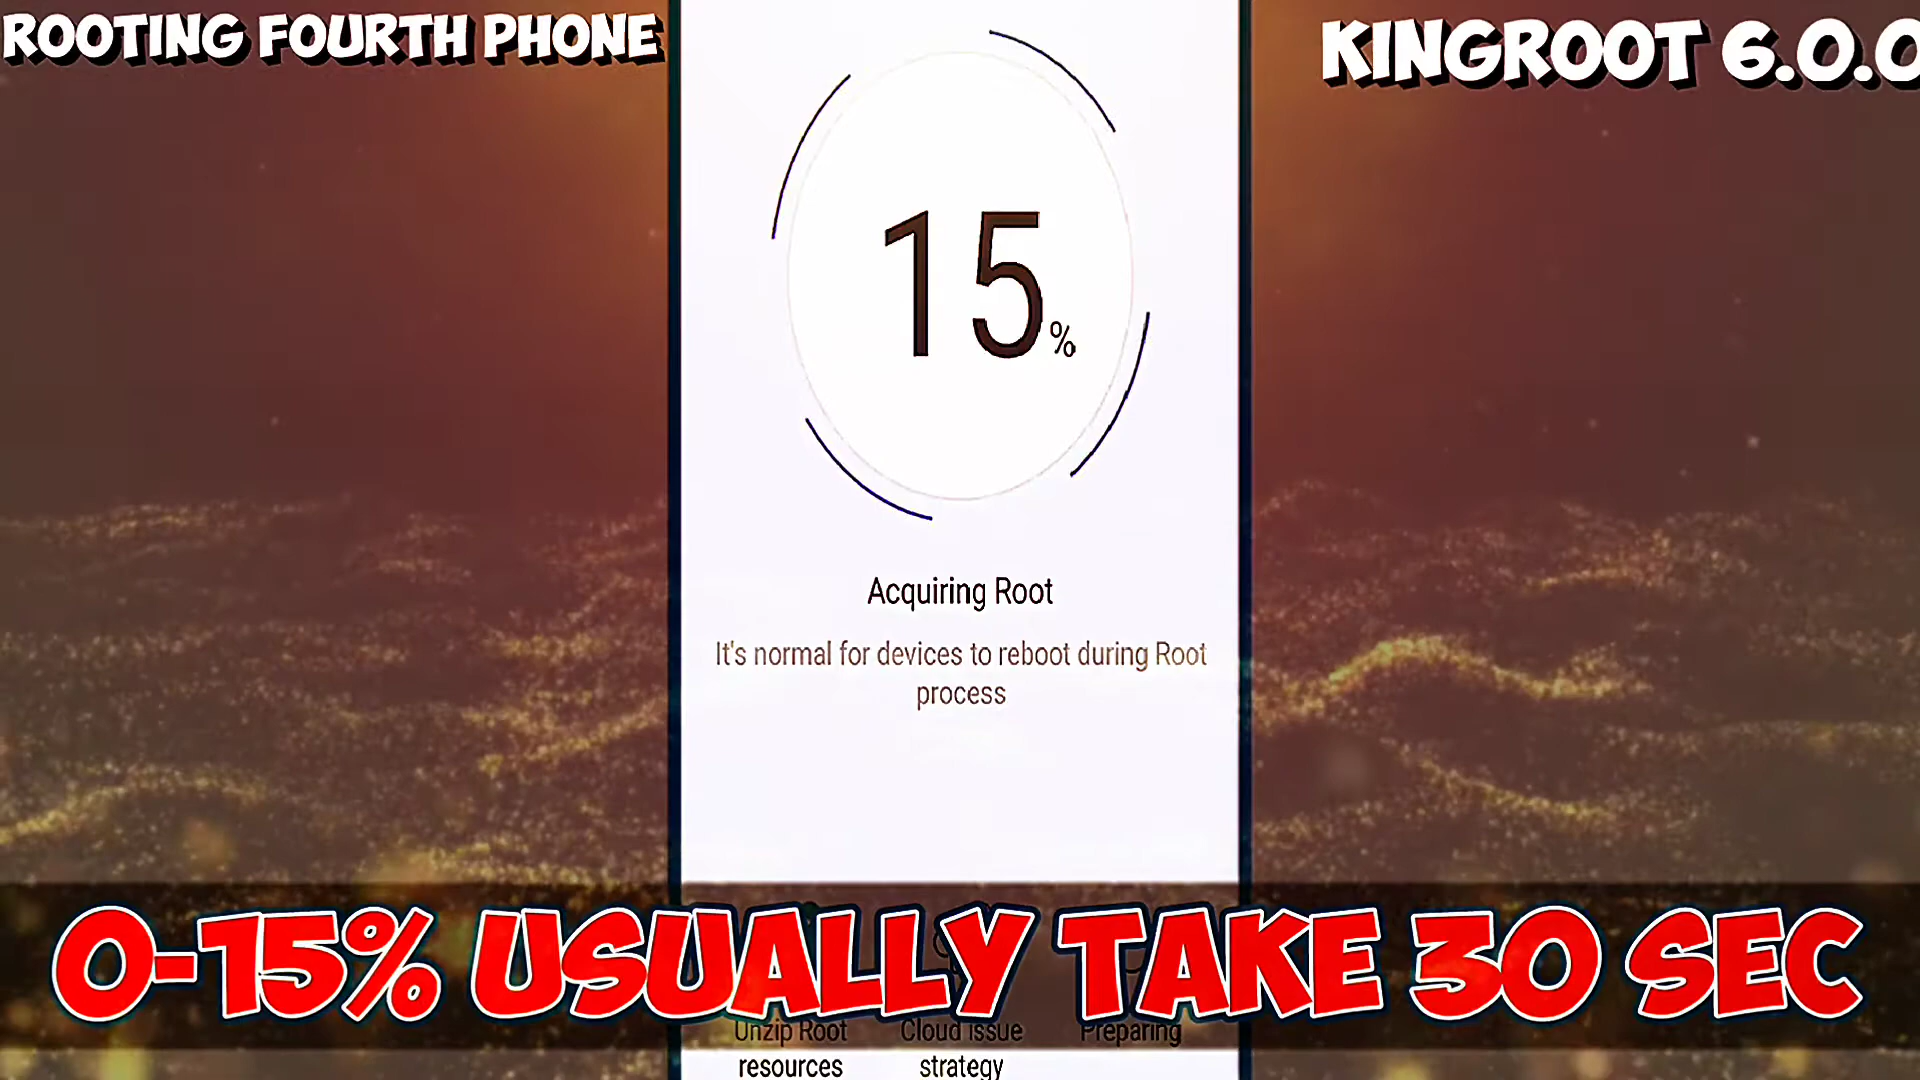 ROOTING FOURTH PHONE
KINGROOT 6.0.0
15%
Acquiring Root
It's normal for devices to reboot during Root
process
0-15% USUALLY TAKE 30 SEC
Unzip Root
resources
Cloud issue
strategy
Preparing